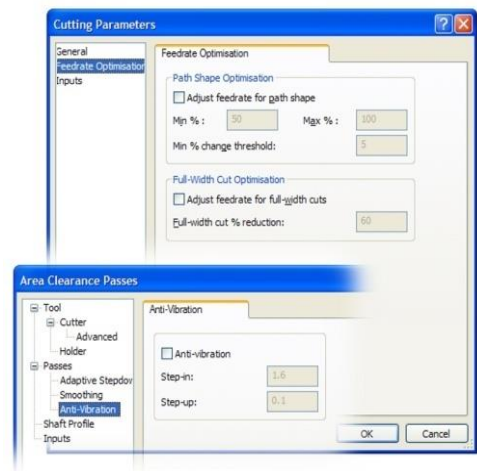 Cutting Parameters
General
Feedrate Optimisation
Inputs
Feedrate Optimisation
Path Shape Optimisation
Adjust feedrate for path shape
Min % : 50 Max % : 100
Min % change threshold: 5
Full-Width Cut Optimisation
Adjust feedrate for full-width cuts
Full-width cut % reduction: 60
Area Clearance Passes
Tool
Cutter
Advanced
Holder
Passes
Adaptive Stepdov
Smoothing
Anti-Vibration
Shaft Profile
Inputs
Anti-Vibration
Anti-vibration
Step-in: 1.6
Step-up: 0.1
OK Cancel